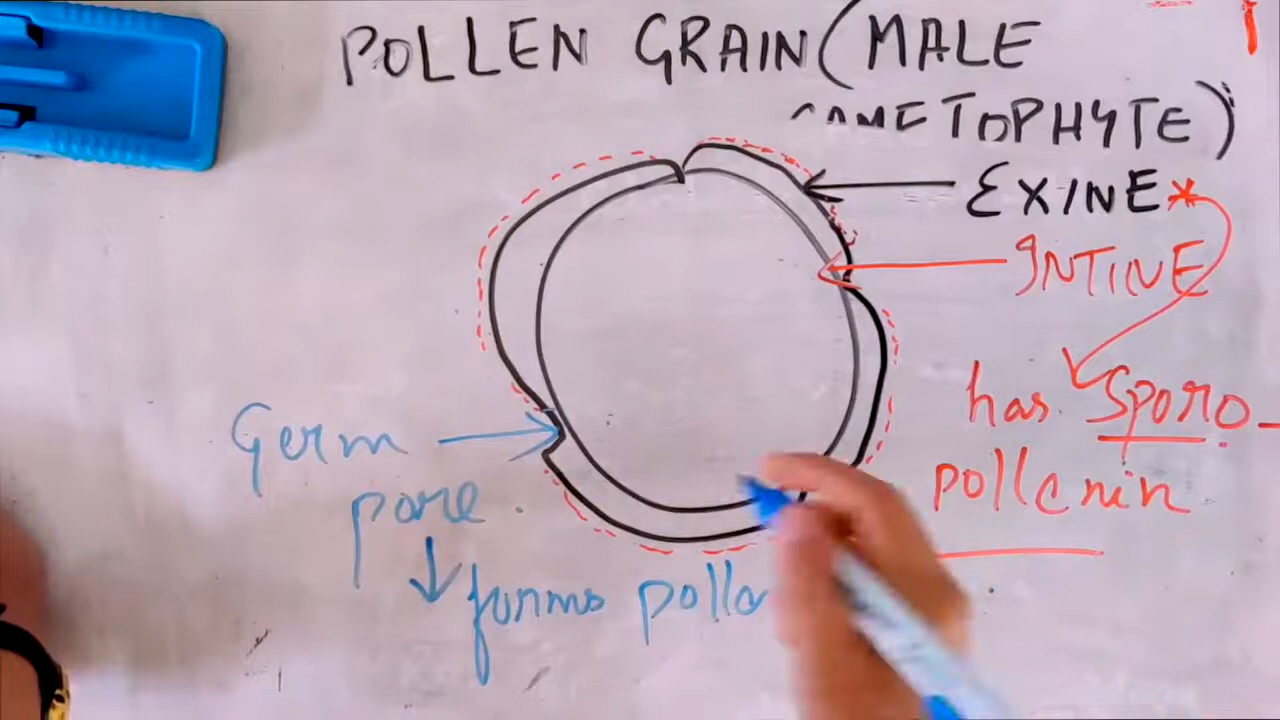 POLLEN GRAIN (MALE
GAMETOPHYTE)
EXINE *
INTINE
has Sporo-
pollenin
Germ
pore
forms polle